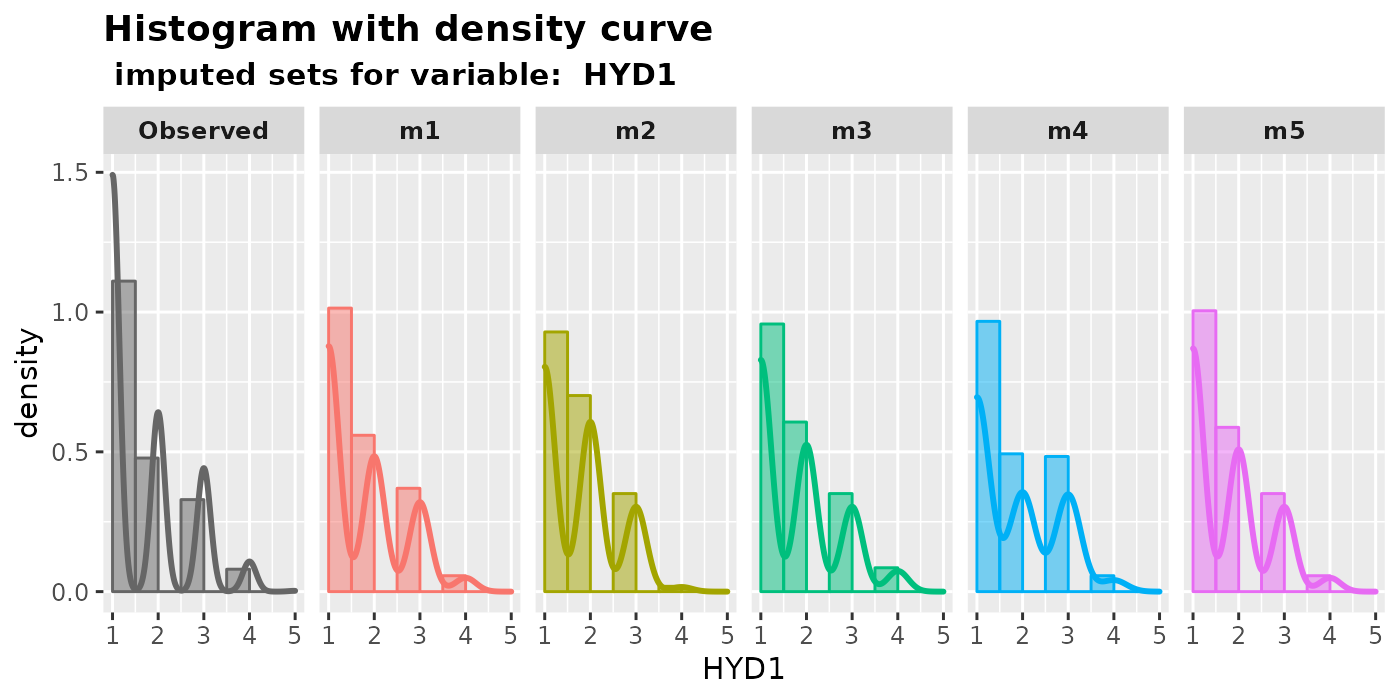 Histogram with density curve
imputed sets for variable:  HYD1
Observed m1 m2 m3 m4 m5
1.5
1.0
0.5
0.0
density
1 2 3 4 5 1 2 3 4 5 1 2 3 4 5 1 2 3 4 5 1 2 3 4 5 1 2 3 4 5
HYD1